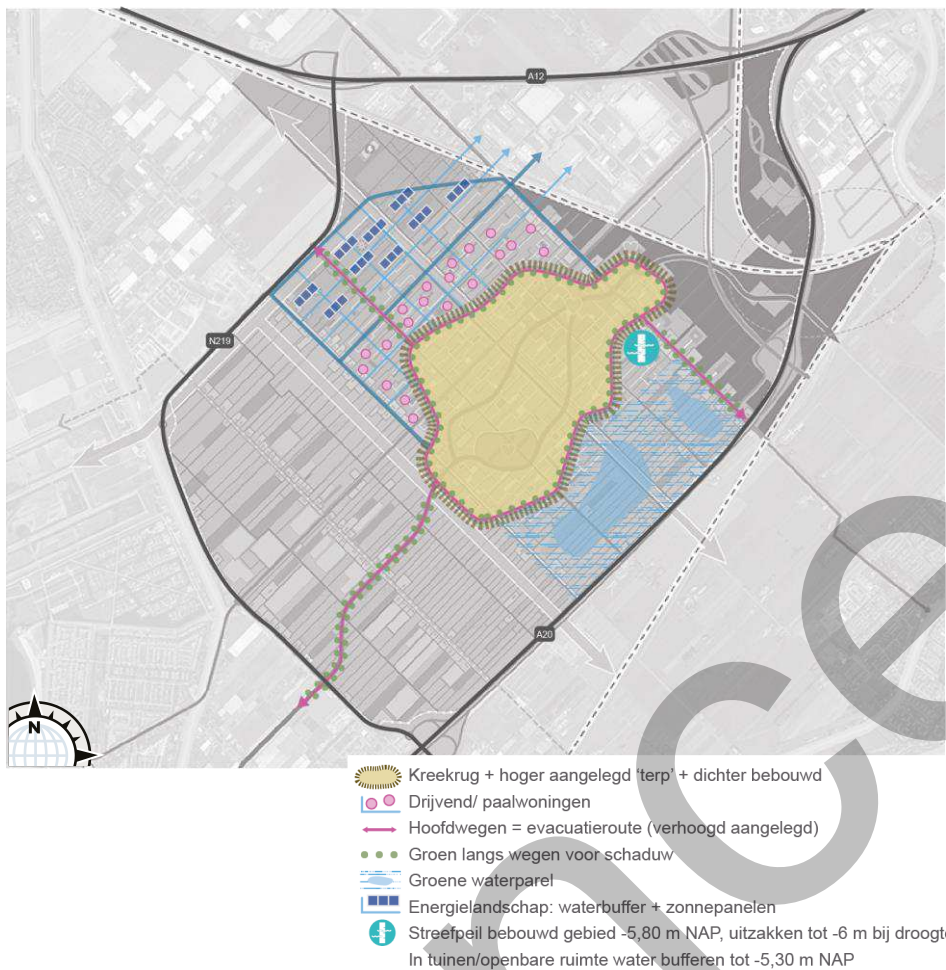 A12
N219
A20
N
Kreekrug + hoger aangelegd 'terp' + dichter bebouwd
Drijvend/ paalwoningen
Hoofdwegen = evacuatieroute (verhoogd aangelegd)
Groen langs wegen voor schaduw
Groene waterparel
Energielandschap: waterbuffer + zonnepanelen
Streefpeil bebouwd gebied -5,80 m NAP, uitzakken tot -6 m bij droogte
In tuinen/openbare ruimte water bufferen tot -5,30 m NAP